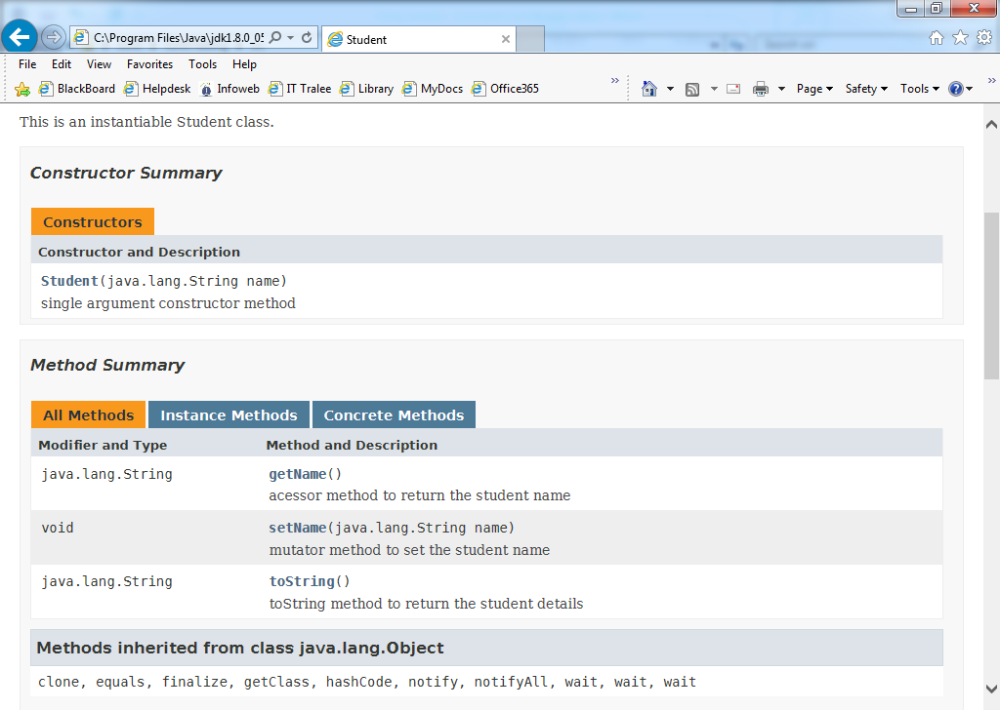 C:\Program Files\Java\jdk1.8.0_05
Student
File Edit View Favorites Tools Help
BlackBoard Helpdesk Infoweb IT Tralee Library MyDocs Office365 » Page Safety Tools »
This is an instantiable Student class.
Constructor Summary
Constructors
Constructor and Description
Student(java.lang.String name)
single argument constructor method
Method Summary
All Methods Instance Methods Concrete Methods
Modifier and Type Method and Description
java.lang.String getName()
acessor method to return the student name
void setName(java.lang.String name)
mutator method to set the student name
java.lang.String toString()
toString method to return the student details
Methods inherited from class java.lang.Object
clone, equals, finalize, getClass, hashCode, notify, notifyAll, wait, wait, wait